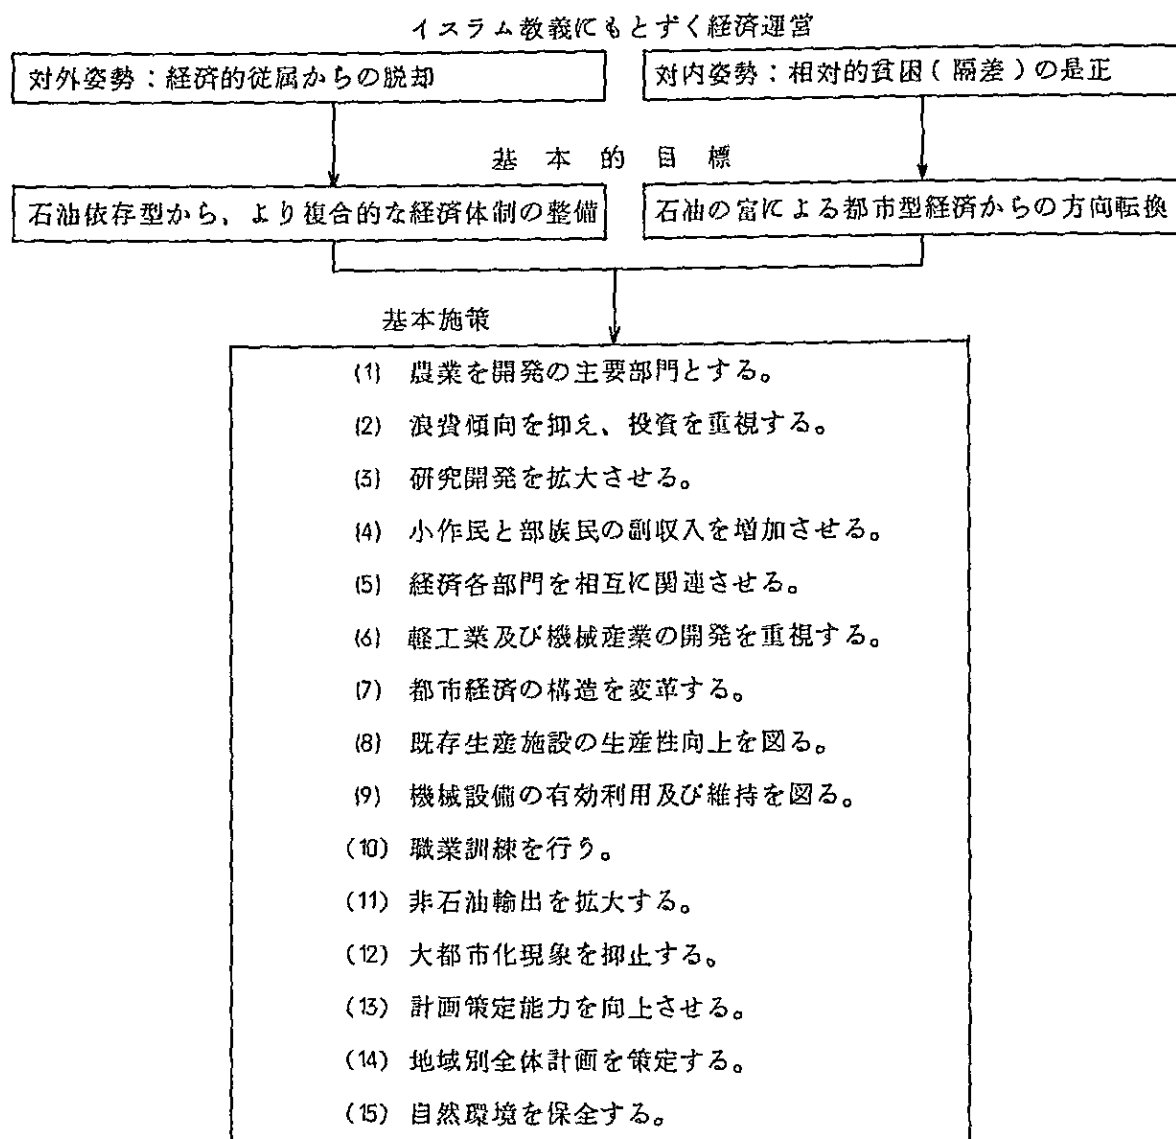 イスラム教義にもとずく経済運営
対外姿勢：経済的従属からの脱却
対内姿勢：相対的貧困（隔差）の是正
基本的目標
石油依存型から，より複合的な経済体制の整備
石油の富による都市型経済からの方向転換
基本施策
(1) 農業を開発の主要部門とする。
(2) 浪費傾向を抑え、投資を重視する。
(3) 研究開発を拡大させる。
(4) 小作民と部族民の副収入を増加させる。
(5) 経済各部門を相互に関連させる。
(6) 軽工業及び機械産業の開発を重視する。
(7) 都市経済の構造を変革する。
(8) 既存生産施設の生産性向上を図る。
(9) 機械設備の有効利用及び維持を図る。
(10) 職業訓練を行う。
(11) 非石油輸出を拡大する。
(12) 大都市化現象を抑止する。
(13) 計画策定能力を向上させる。
(14) 地域別全体計画を策定する。
(15) 自然環境を保全する。